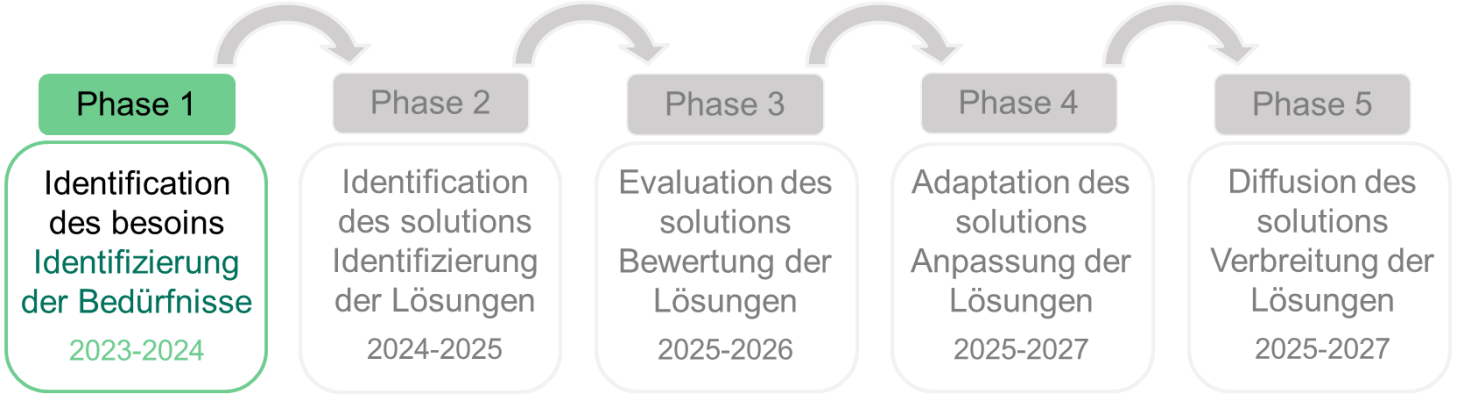 Phase 1
Identification
des besoins
Identifizierung
der Bedürfnisse
2023-2024
Phase 2
Identification
des solutions
Identifizierung
der Lösungen
2024-2025
Phase 3
Evaluation des
solutions
Bewertung der
Lösungen
2025-2026
Phase 4
Adaptation des
solutions
Anpassung der
Lösungen
2025-2027
Phase 5
Diffusion des
solutions
Verbreitung der
Lösungen
2025-2027